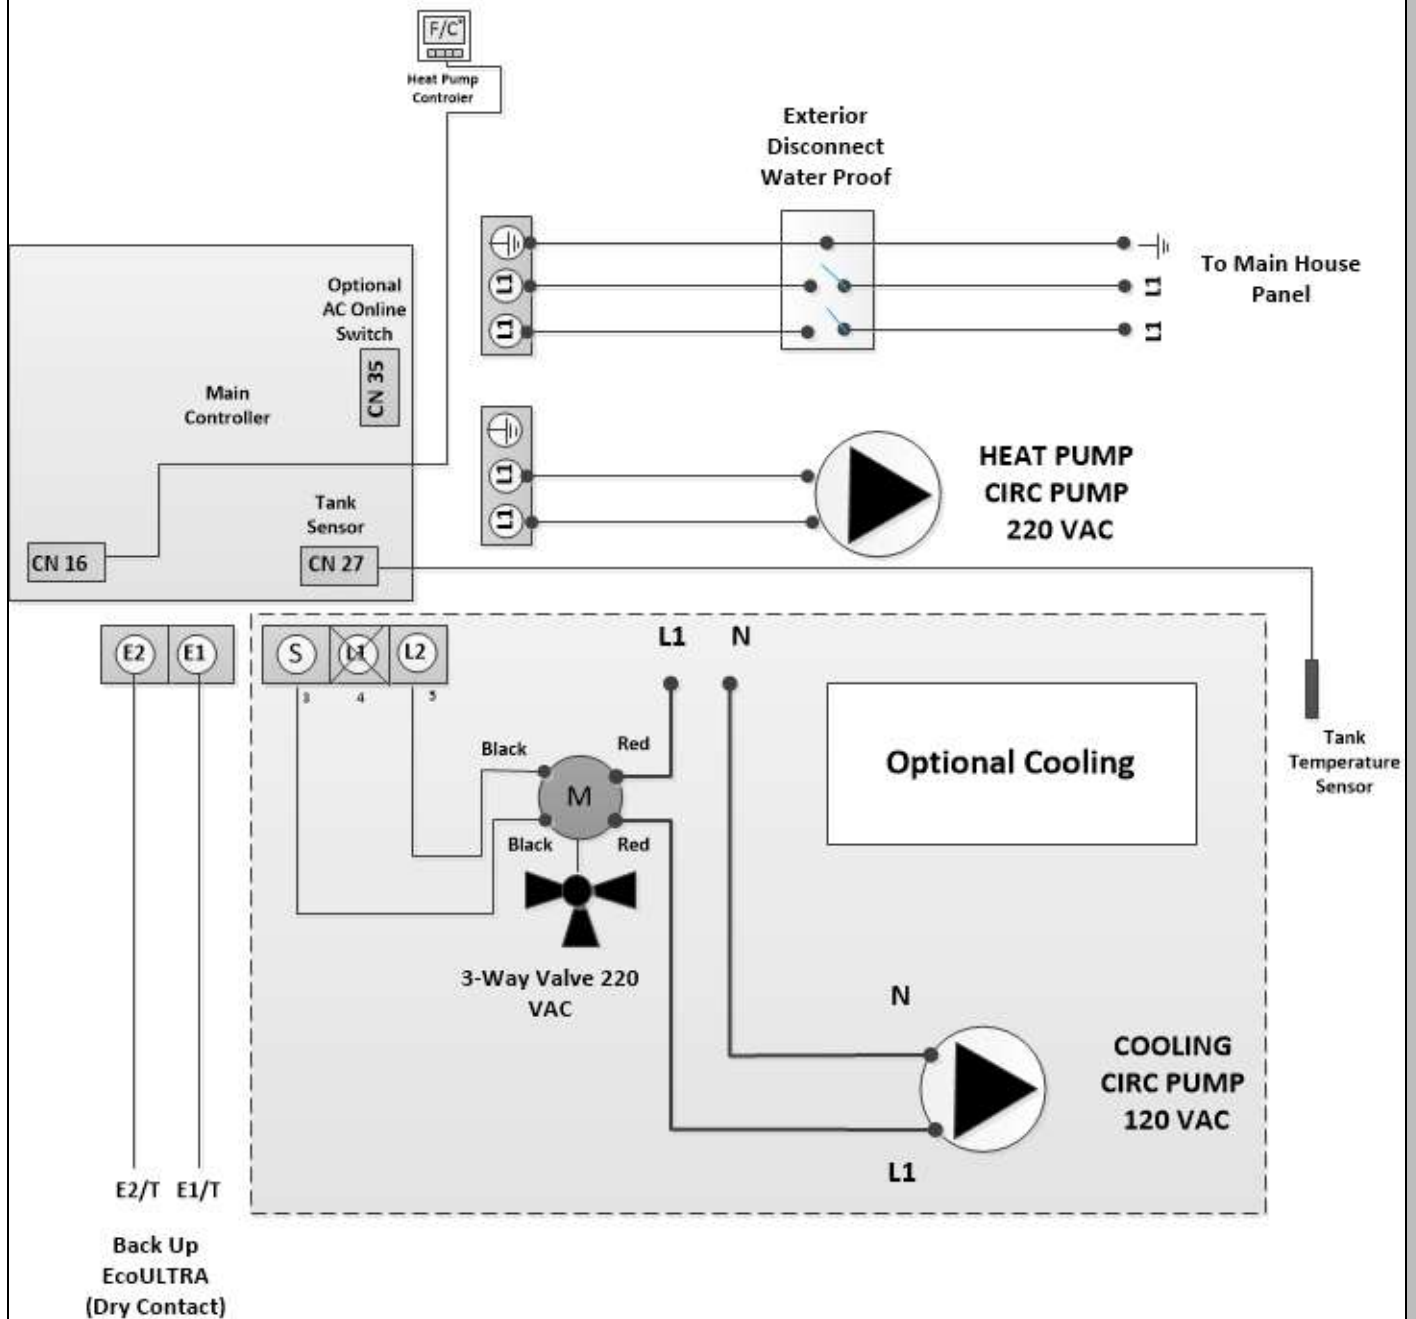 F/C°
Heat Pump
Controler
Exterior
Disconnect
Water Proof
L1
L1
L1
L1
To Main House
Panel
Optional
AC Online
Switch
CN 35
Main
Controller
Tank
Sensor
CN 16
CN 27
L1
L1
HEAT PUMP
CIRC PUMP
220 VAC
E2
E1
S
L1
L2
3
4
5
L1
N
Black
Red
M
Black
Red
3-Way Valve 220
VAC
Optional Cooling
Tank
Temperature
Sensor
N
L1
COOLING
CIRC PUMP
120 VAC
E2/T
E1/T
Back Up
EcoULTRA
(Dry Contact)